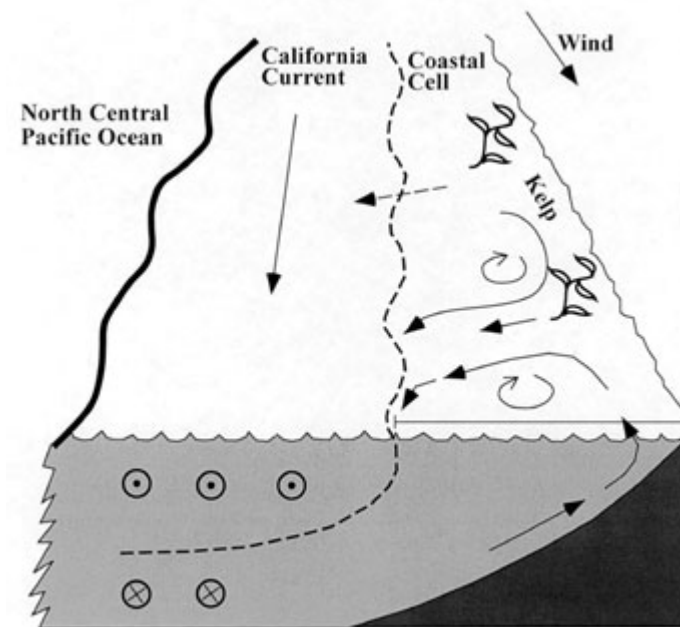 North Central
Pacific Ocean
California
Current
Coastal
Cell
Wind
Kelp